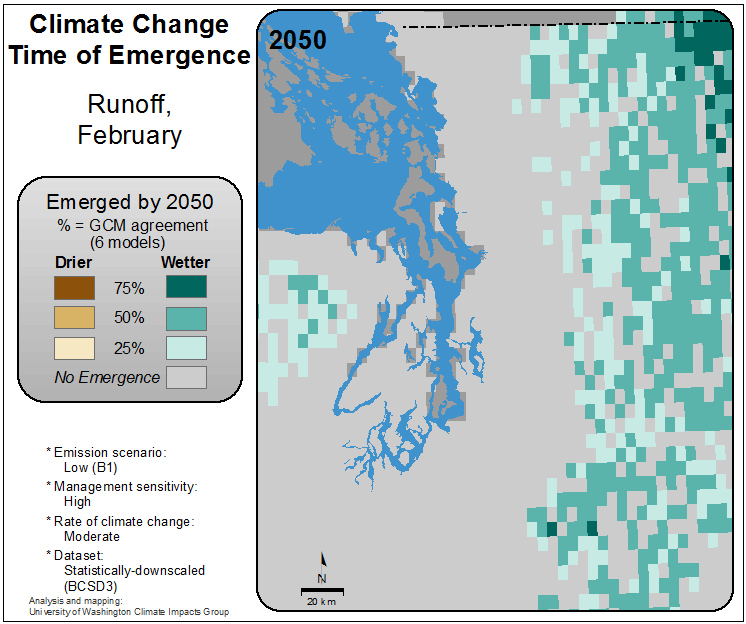 Climate Change
Time of Emergence
Runoff,
February
Emerged by 2050
% = GCM agreement
(6 models)
Drier Wetter
75%
50%
25%
No Emergence
* Emission scenario:
Low (B1)
* Management sensitivity:
High
* Rate of climate change:
Moderate
* Dataset:
Statistically-downscaled
(BCSD3)
Analysis and mapping:
University of Washington Climate Impacts Group
2050
N
20 km